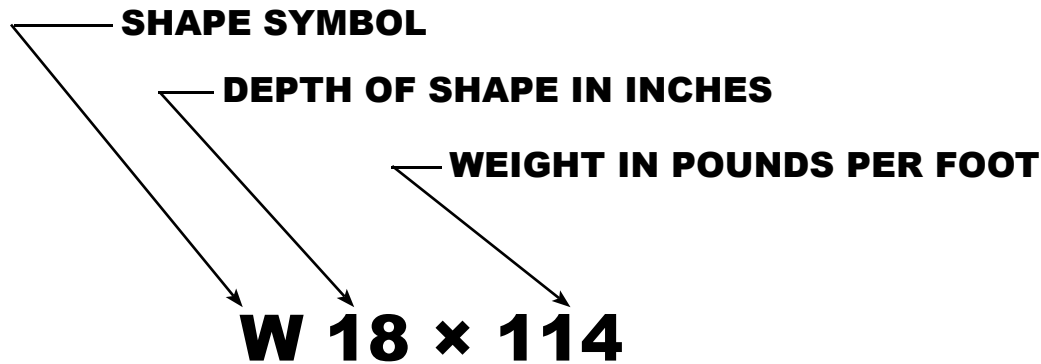 SHAPE SYMBOL
DEPTH OF SHAPE IN INCHES
WEIGHT IN POUNDS PER FOOT
W 18 × 114